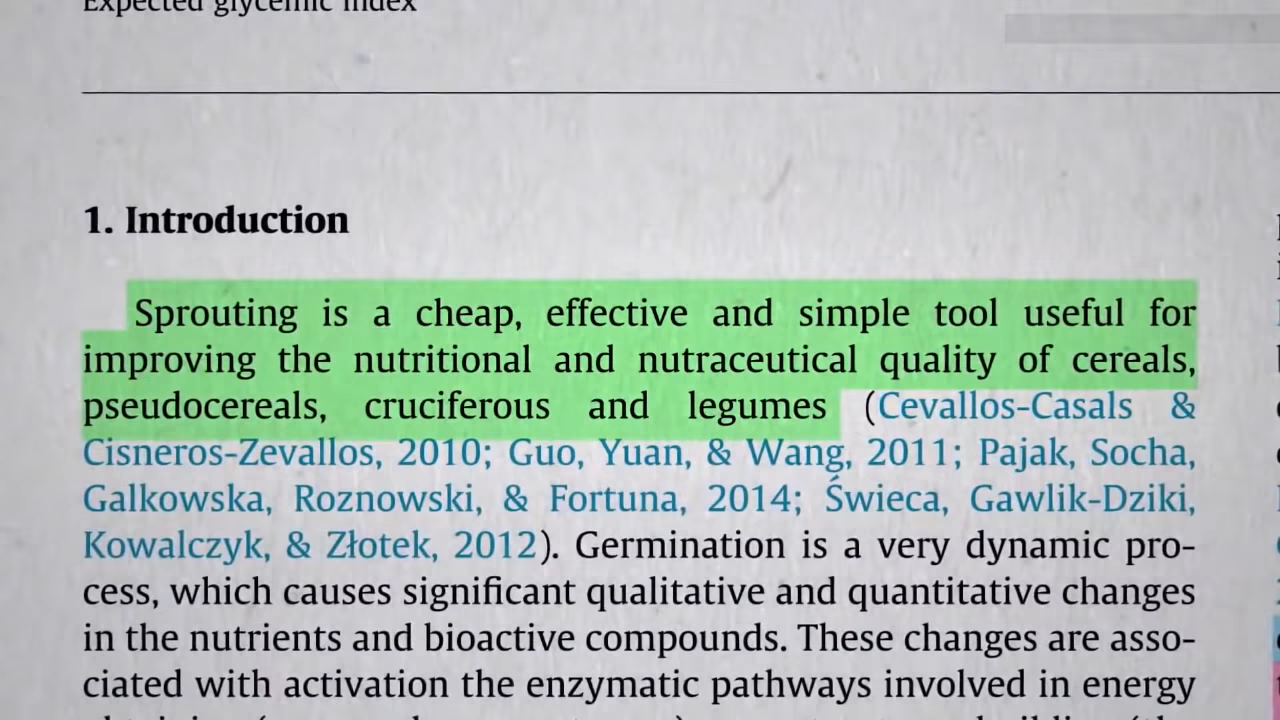 Expected glycemic index
1. Introduction
Sprouting is a cheap, effective and simple tool useful for
improving the nutritional and nutraceutical quality of cereals,
pseudocereals, cruciferous and legumes (Cevallos-Casals &
Cisneros-Zevallos, 2010; Guo, Yuan, & Wang, 2011; Pajak, Socha,
Galkowska, Roznowski, & Fortuna, 2014; Świeca, Gawlik-Dziki,
Kowalczyk, & Złotek, 2012). Germination is a very dynamic pro-
cess, which causes significant qualitative and quantitative changes
in the nutrients and bioactive compounds. These changes are asso-
ciated with activation the enzymatic pathways involved in energy